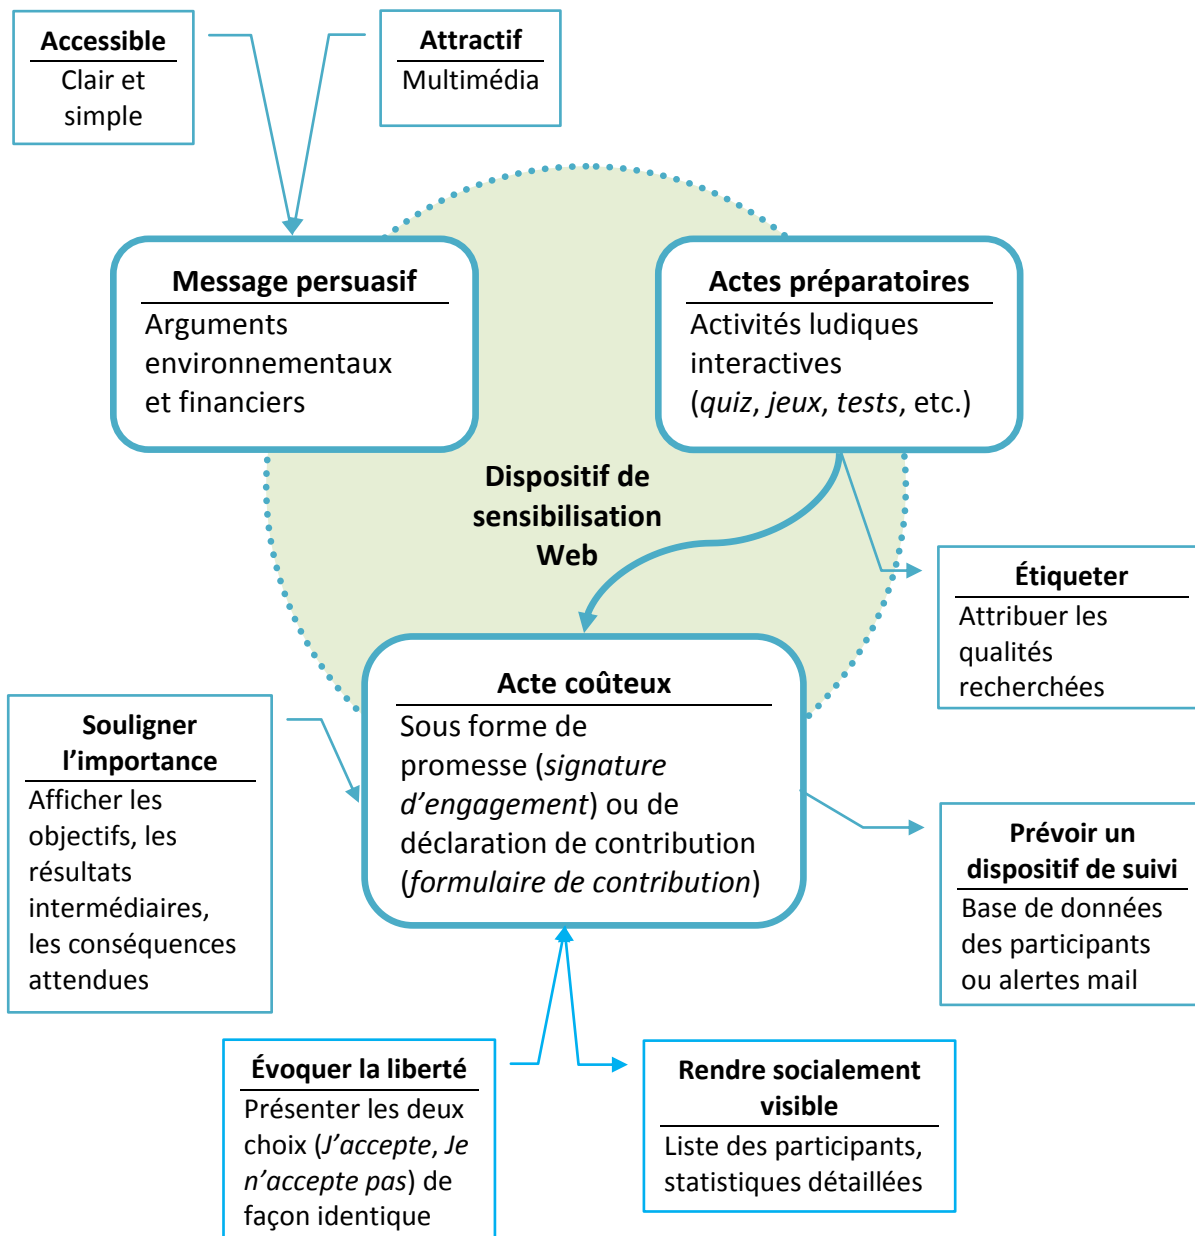 Accessible
Clair et
simple
Attractif
Multimédia
Message persuasif
Arguments
environnementaux
et financiers
Actes préparatoires
Activités ludiques
interactives
(quiz, jeux, tests, etc.)
Dispositif de
sensibilisation
Web
Étiqueter
Attribuer les
qualités
recherchées
Acte coûteux
Sous forme de
promesse (signature
d'engagement) ou de
déclaration de contribution
(formulaire de contribution)
Souligner
l’importance
Afficher les
objectifs, les
résultats
intermédiaires,
les conséquences
attendues
Prévoir un
dispositif de suivi
Base de données
des participants
ou alertes mail
Évoquer la liberté
Présenter les deux
choix (J’accepte, Je
n’accepte pas) de
façon identique
Rendre socialement
visible
Liste des participants,
statistiques détaillées